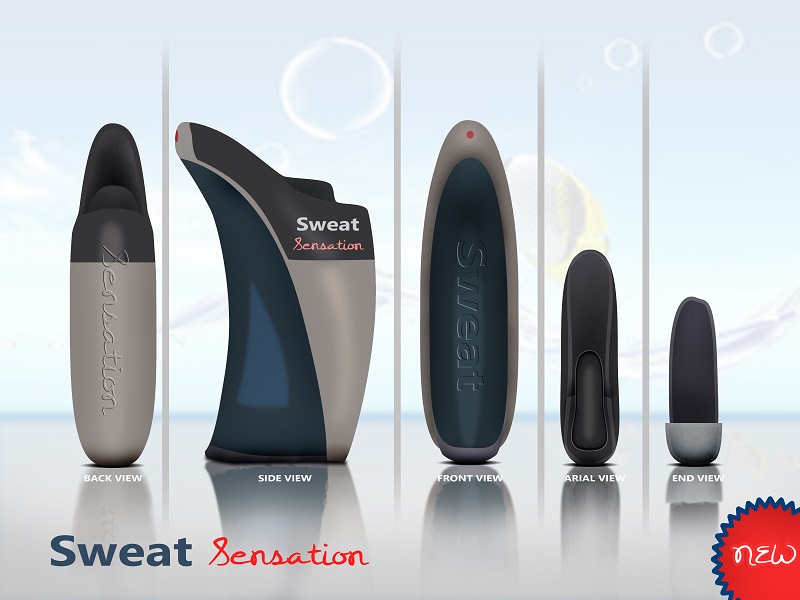 Sensation
Sweat
Sensation
Sweat
BACK VIEW
SIDE VIEW
FRONT VIEW
ARIAL VIEW
END VIEW
Sweat Sensation
NEW